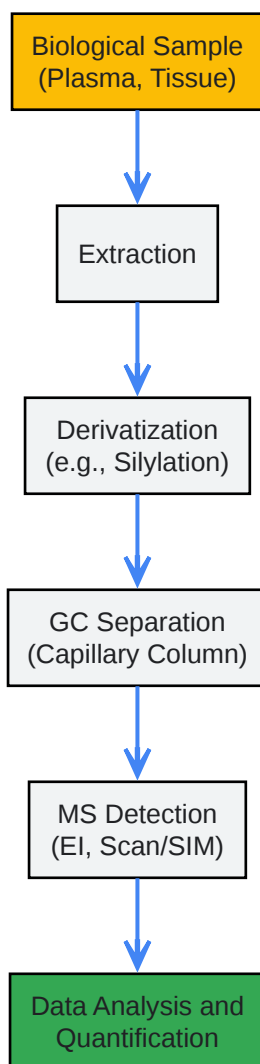 Biological Sample
(Plasma, Tissue)
Extraction
Derivatization
(e.g., Silylation)
GC Separation
(Capillary Column)
MS Detection
(EI, Scan/SIM)
Data Analysis and
Quantification